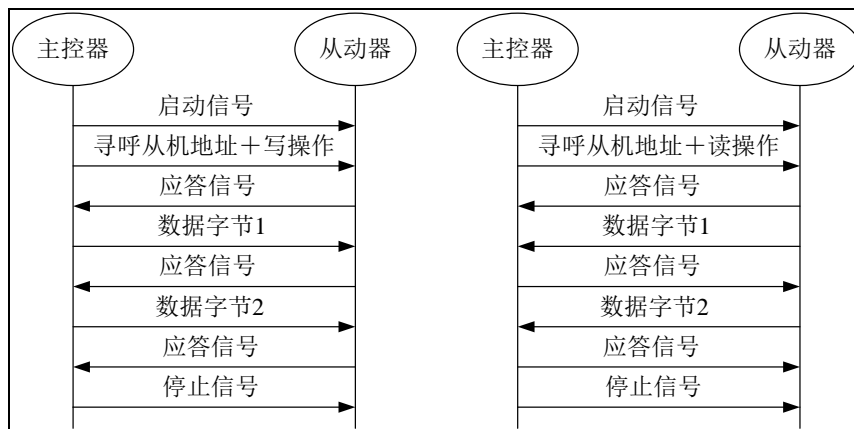 主控器
从动器
启动信号
寻呼从机地址＋写操作
应答信号
数据字节1
应答信号
数据字节2
应答信号
停止信号
主控器
从动器
启动信号
寻呼从机地址＋读操作
应答信号
数据字节1
应答信号
数据字节2
应答信号
停止信号